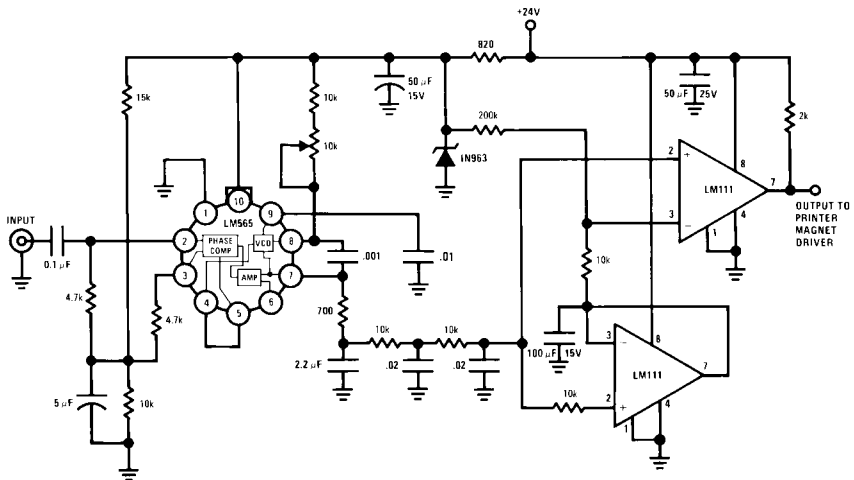 +24V
820
15k
10k
50 µF
15V
50 µF
25V
2k
10k
200k
IN963
2
+
8
LM111
7
3
−
1
4
OUTPUT TO
PRINTER
MAGNET
DRIVER
INPUT
0.1 µF
1
10
9
LM565
2
PHASE
COMP
VCO
8
3
AMP
7
4
5
6
.001
.01
4.7k
4.7k
700
10k
10k
10k
2.2 µF
.02
.02
100 µF
15V
3
−
8
LM111
7
10k
2
+
1
4
5 µF
10k